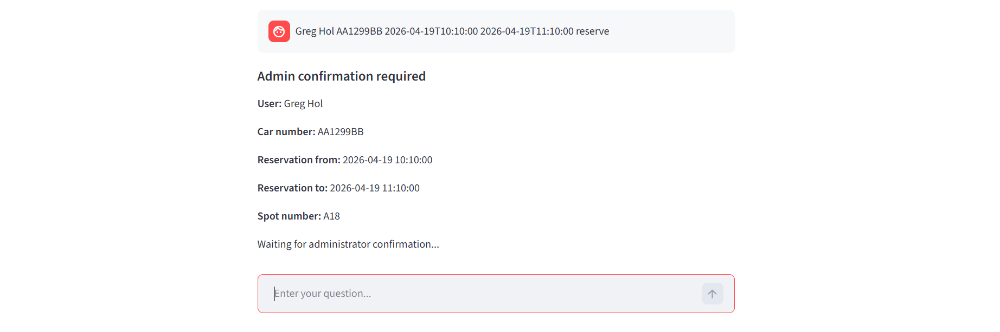 Greg Hol AA1299BB 2026-04-19T10:10:00 2026-04-19T11:10:00 reserve
Admin confirmation required
User: Greg Hol
Car number: AA1299BB
Reservation from: 2026-04-19 10:10:00
Reservation to: 2026-04-19 11:10:00
Spot number: A18
Waiting for administrator confirmation...
Enter your question...